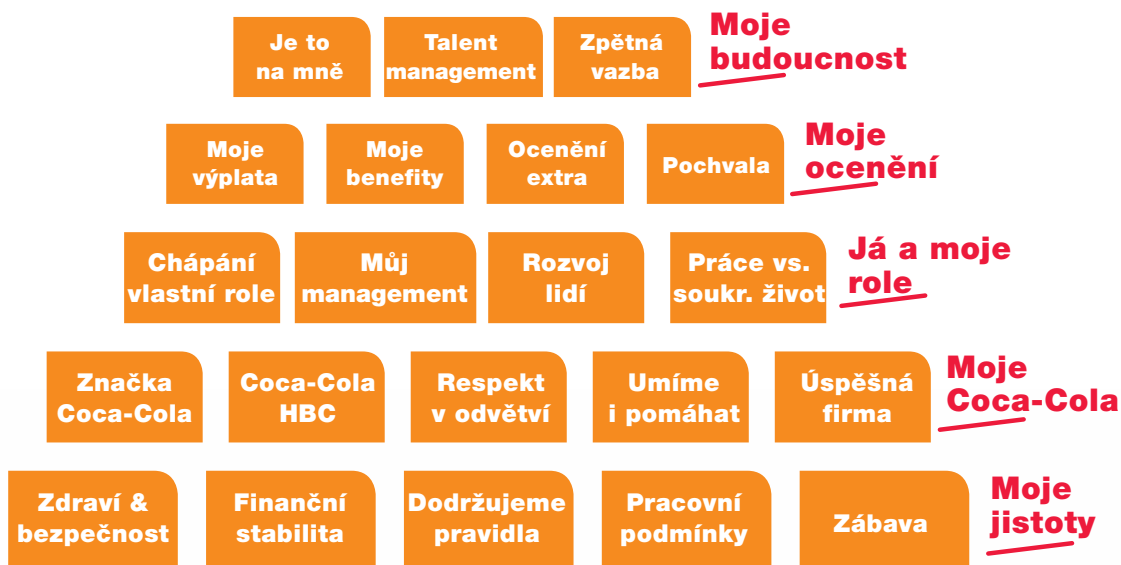 Je to
na mně
Talent
management
Zpětná
vazba
Moje
budoucnost
Moje
výplata
Moje
benefity
Ocenění
extra
Pochvala
Moje
ocenění
Chápání
vlastní role
Můj
management
Rozvoj
lidí
Práce vs.
soukr. život
Já a moje
role
Značka
Coca-Cola
Coca-Cola
HBC
Respekt
v odvětví
Umíme
i pomáhat
Úspěšná
firma
Moje
Coca-Cola
Zdraví &
bezpečnost
Finanční
stabilita
Dodržujeme
pravidla
Pracovní
podmínky
Zábava
Moje
jistoty